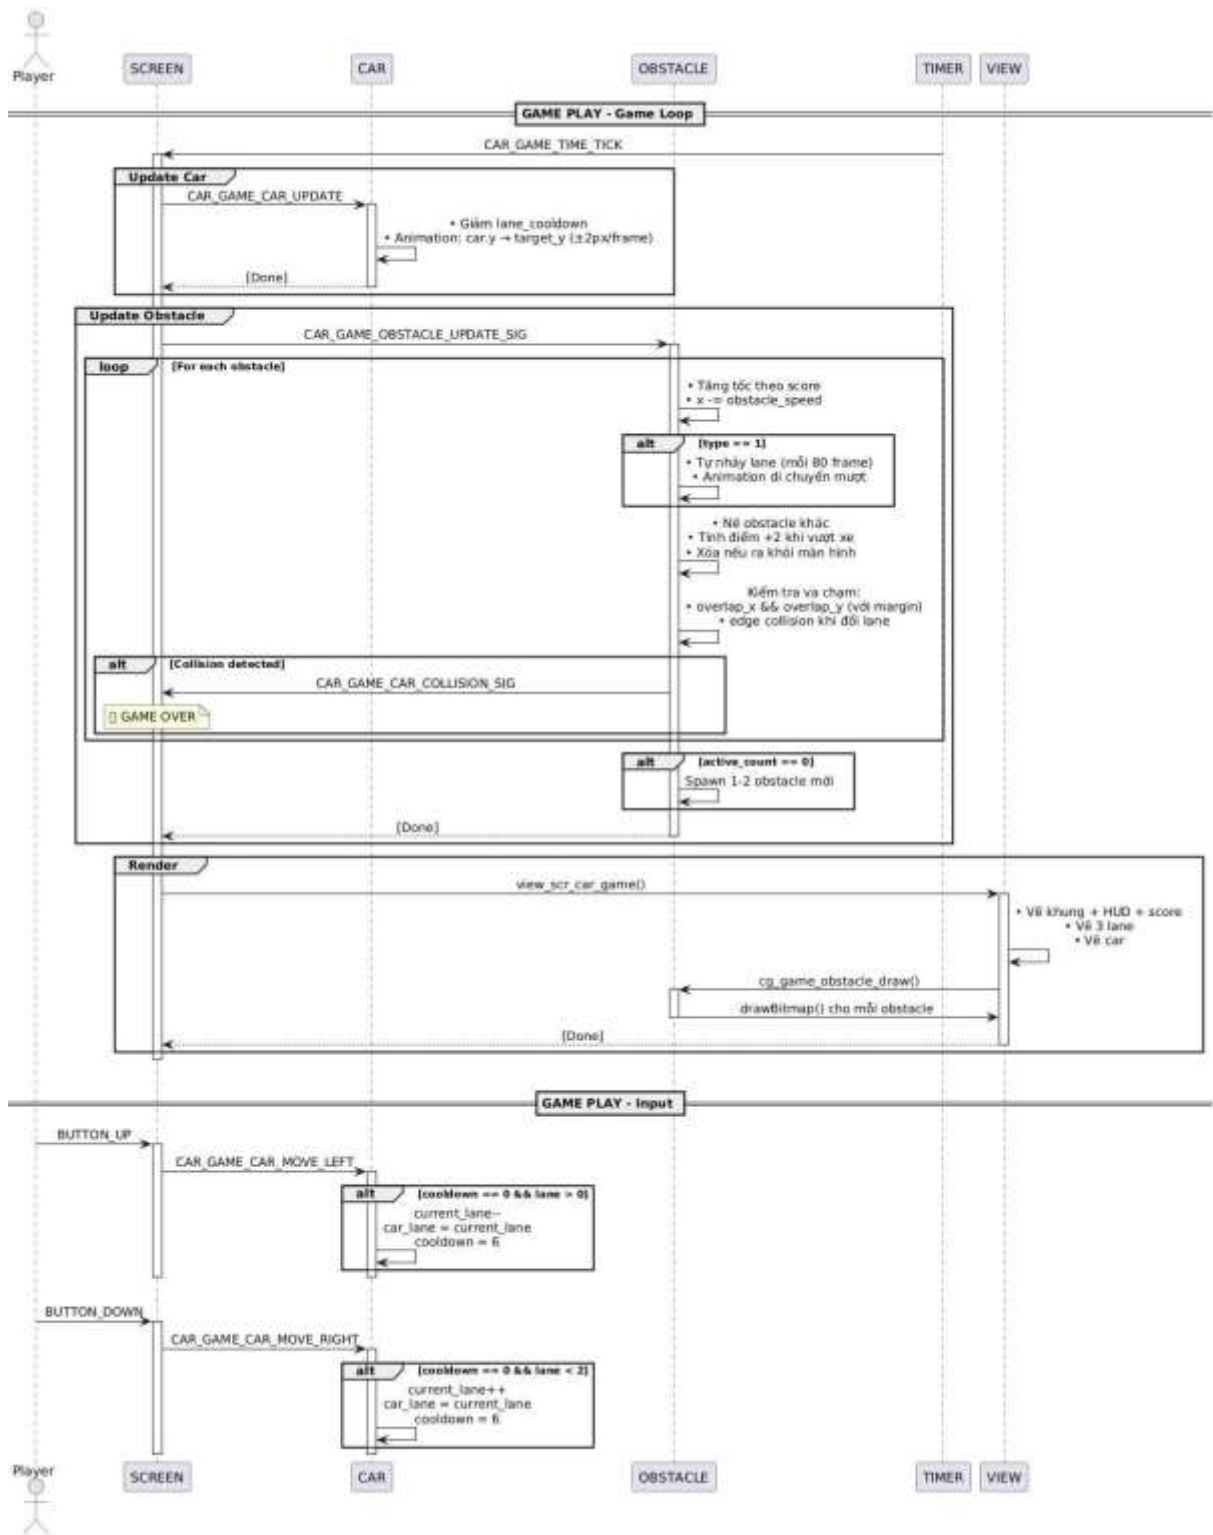 Player
SCREEN
CAR
OBSTACLE
TIMER
VIEW
GAME PLAY - Game Loop
CAR_GAME_TIME_TICK
Update Car
CAR_GAME_CAR_UPDATE
• Giảm lane_cooldown
• Animation: car.y → target_y (±2px/frame)
[Done]
Update Obstacle
CAR_GAME_OBSTACLE_UPDATE_SIG
loop
[For each obstacle]
• Tăng tốc theo score
• x -= obstacle_speed
alt
[type == 1]
• Tự nhảy lane (mỗi 80 frame)
• Animation di chuyển mượt
• Né obstacle khác
• Tính điểm +2 khi vượt xe
• Xóa nếu ra khỏi màn hình
Kiểm tra va chạm:
• overlap_x && overlap_y (với margin)
• edge collision khi đổi lane
alt
[Collision detected]
CAR_GAME_CAR_COLLISION_SIG
GAME OVER
alt
[active_count == 0]
Spawn 1-2 obstacle mới
[Done]
Render
view_scr_car_game()
• Vẽ khung + HUD + score
• Vẽ 3 lane
• Vẽ car
cg_game_obstacle_draw()
drawBitmap() cho mỗi obstacle
[Done]
GAME PLAY - Input
BUTTON_UP
CAR_GAME_CAR_MOVE_LEFT
alt
[cooldown == 0 && lane > 0]
current_lane--
car_lane = current_lane
cooldown = 6
BUTTON_DOWN
CAR_GAME_CAR_MOVE_RIGHT
alt
[cooldown == 0 && lane < 2]
current_lane++
car_lane = current_lane
cooldown = 6
Player
SCREEN
CAR
OBSTACLE
TIMER
VIEW